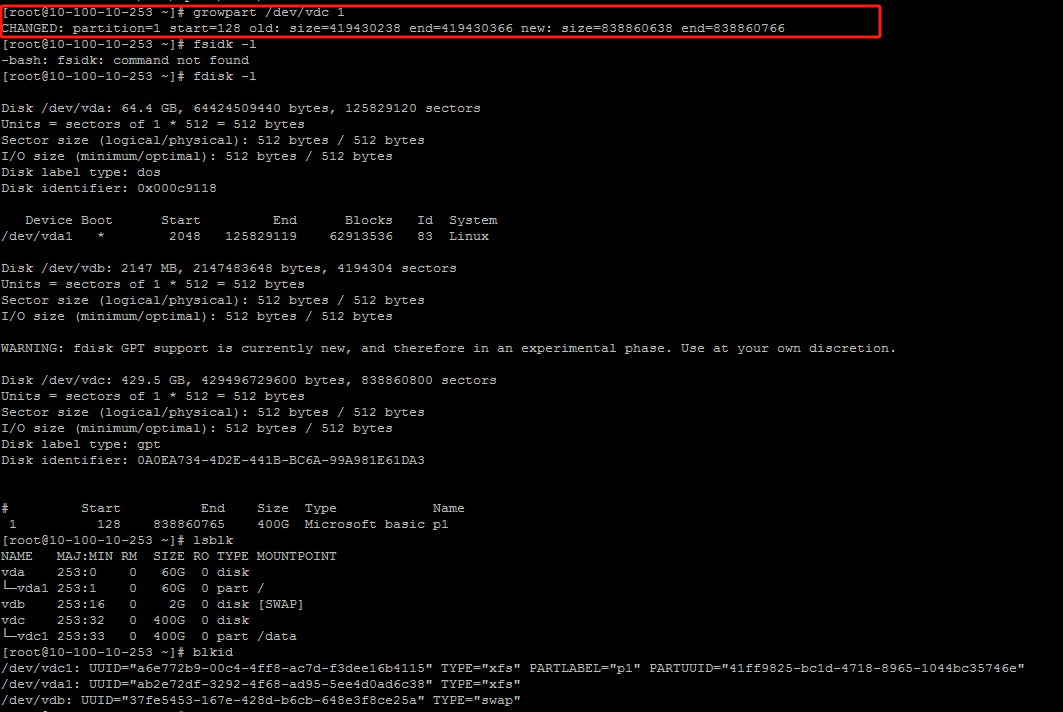 [root@10-100-10-253 ~]# growpart /dev/vdc 1
CHANGED: partition=1 start=128 old: size=419430238 end=419430366 new: size=838860638 end=838860766
[root@10-100-10-253 ~]# fsidk -l
-bash: fsidk: command not found
[root@10-100-10-253 ~]# fdisk -l

Disk /dev/vda: 64.4 GB, 64424509440 bytes, 125829120 sectors
Units = sectors of 1 * 512 = 512 bytes
Sector size (logical/physical): 512 bytes / 512 bytes
I/O size (minimum/optimal): 512 bytes / 512 bytes
Disk label type: dos
Disk identifier: 0x000c9118

   Device Boot      Start         End      Blocks   Id  System
/dev/vda1   *        2048   125829119    62913536   83  Linux

Disk /dev/vdb: 2147 MB, 2147483648 bytes, 4194304 sectors
Units = sectors of 1 * 512 = 512 bytes
Sector size (logical/physical): 512 bytes / 512 bytes
I/O size (minimum/optimal): 512 bytes / 512 bytes

WARNING: fdisk GPT support is currently new, and therefore in an experimental phase. Use at your own discretion.

Disk /dev/vdc: 429.5 GB, 429496729600 bytes, 838860800 sectors
Units = sectors of 1 * 512 = 512 bytes
Sector size (logical/physical): 512 bytes / 512 bytes
I/O size (minimum/optimal): 512 bytes / 512 bytes
Disk label type: gpt
Disk identifier: 0A0EA734-4D2E-441B-BC6A-99A981E61DA3


#         Start          End    Size  Type            Name
 1          128    838860765    400G  Microsoft basic p1
[root@10-100-10-253 ~]# lsblk
NAME   MAJ:MIN RM  SIZE RO TYPE MOUNTPOINT
vda    253:0    0   60G  0 disk
└─vda1 253:1    0   60G  0 part /
vdb    253:16   0    2G  0 disk [SWAP]
vdc    253:32   0  400G  0 disk
└─vdc1 253:33   0  400G  0 part /data
[root@10-100-10-253 ~]# blkid
/dev/vdc1: UUID="a6e772b9-00c4-4ff8-ac7d-f3dee16b4115" TYPE="xfs" PARTLABEL="p1" PARTUUID="41ff9825-bc1d-4718-8965-1044bc35746e"
/dev/vda1: UUID="ab2e72df-3292-4f68-ad95-5ee4d0ad6c38" TYPE="xfs"
/dev/vdb: UUID="37fe5453-167e-428d-b6cb-648e3f8ce25a" TYPE="swap"